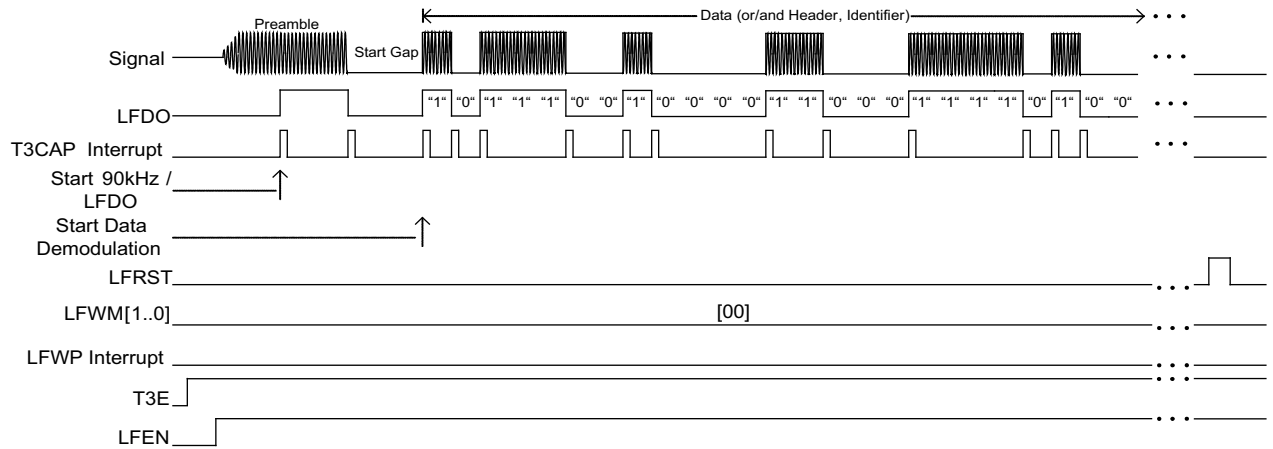 Data (or/and Header, Identifier)
Preamble
Start Gap
Signal
LFDO
“1“ “0“ “1“ “1“ “1“ “0“ “0“ “1“ “0“ “0“ “0“ “0“ “1“ “1“ “0“ “0“ “0“ “1“ “1“ “1“ “1“ “0“ “1“ “0“ “0“
T3CAP Interrupt
Start 90kHz /
LFDO
Start Data
Demodulation
LFRST
LFWM[1..0]
[00]
LFWP Interrupt
T3E
LFEN